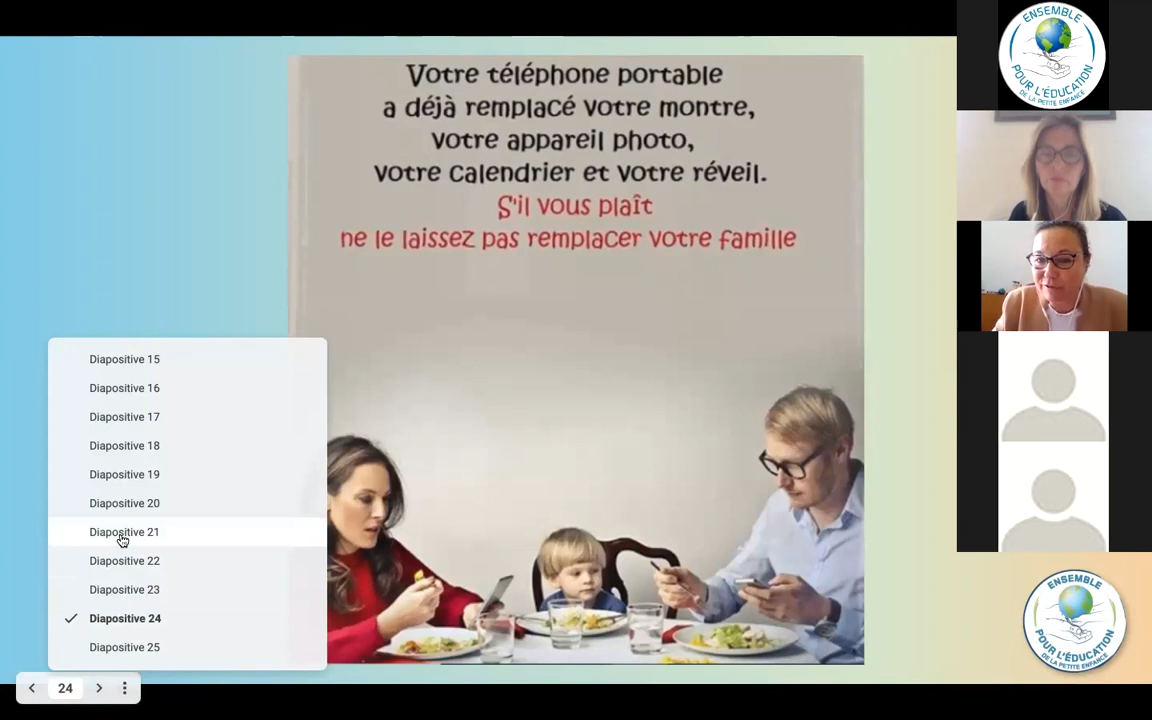 Votre téléphone portable
a déjà remplacé votre montre,
votre appareil photo,
votre calendrier et votre réveil.
S'il vous plaît
ne le laissez pas remplacer votre famille
Diapositive 15
Diapositive 16
Diapositive 17
Diapositive 18
Diapositive 19
Diapositive 20
Diapositive 21
Diapositive 22
Diapositive 23
Diapositive 24
Diapositive 25
24
ENSEMBLE
POUR L'ÉDUCATION
DE LA PETITE ENFANCE
ENSEMBLE
POUR L'ÉDUCATION
DE LA PETITE ENFANCE